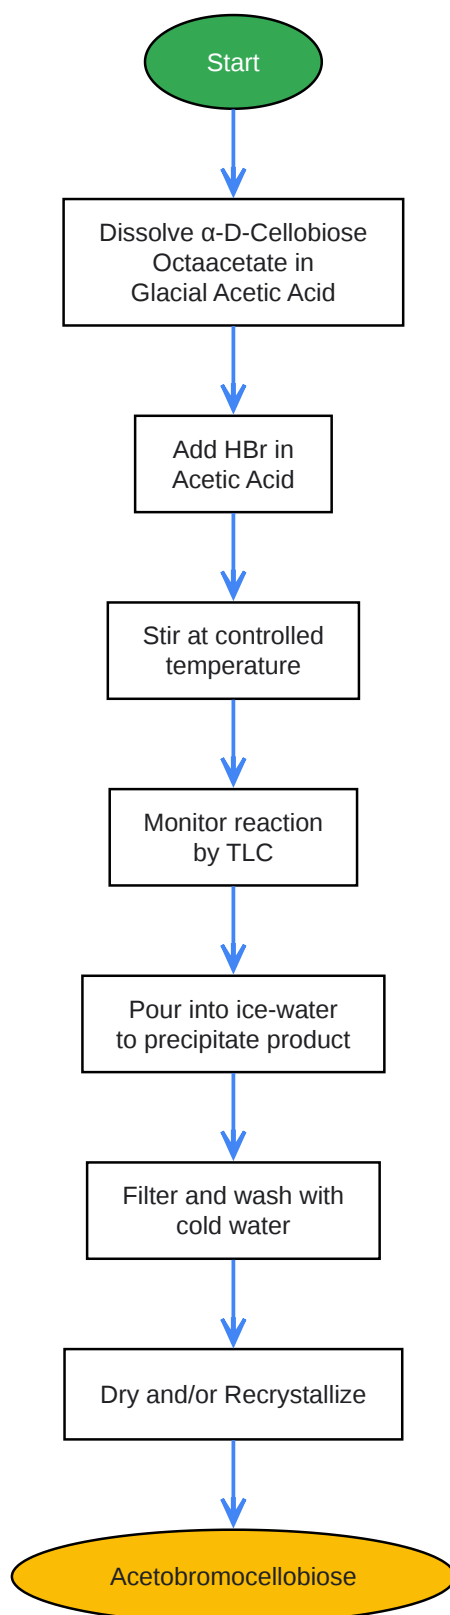 Start
Dissolve α-D-Cellobiose
Octaacetate in
Glacial Acetic Acid
Add HBr in
Acetic Acid
Stir at controlled
temperature
Monitor reaction
by TLC
Pour into ice-water
to precipitate product
Filter and wash with
cold water
Dry and/or Recrystallize
Acetobromocellobiose